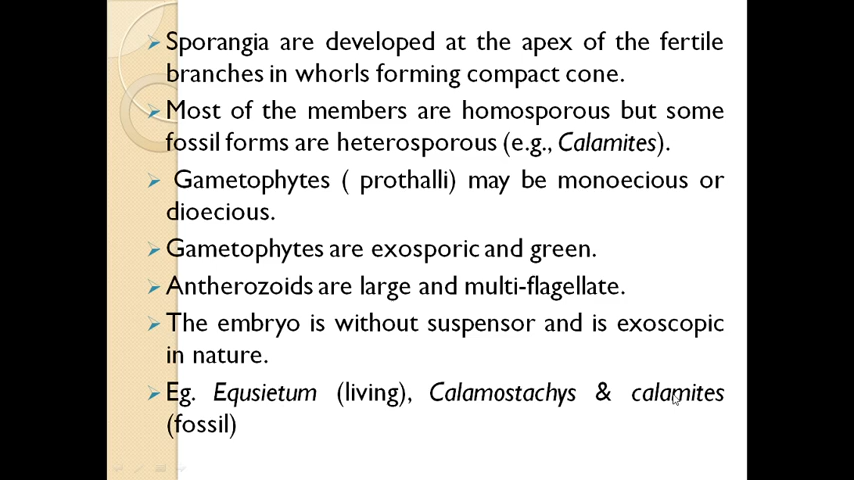 Sporangia are developed at the apex of the fertile
branches in whorls forming compact cone.
Most of the members are homosporous but some
fossil forms are heterosporous (e.g., Calamites).
Gametophytes ( prothalli) may be monoecious or
dioecious.
Gametophytes are exosporic and green.
Antherozoids are large and multi-flagellate.
The embryo is without suspensor and is exoscopic
in nature.
Eg. Equsietum (living), Calamostachys & calamites
(fossil)